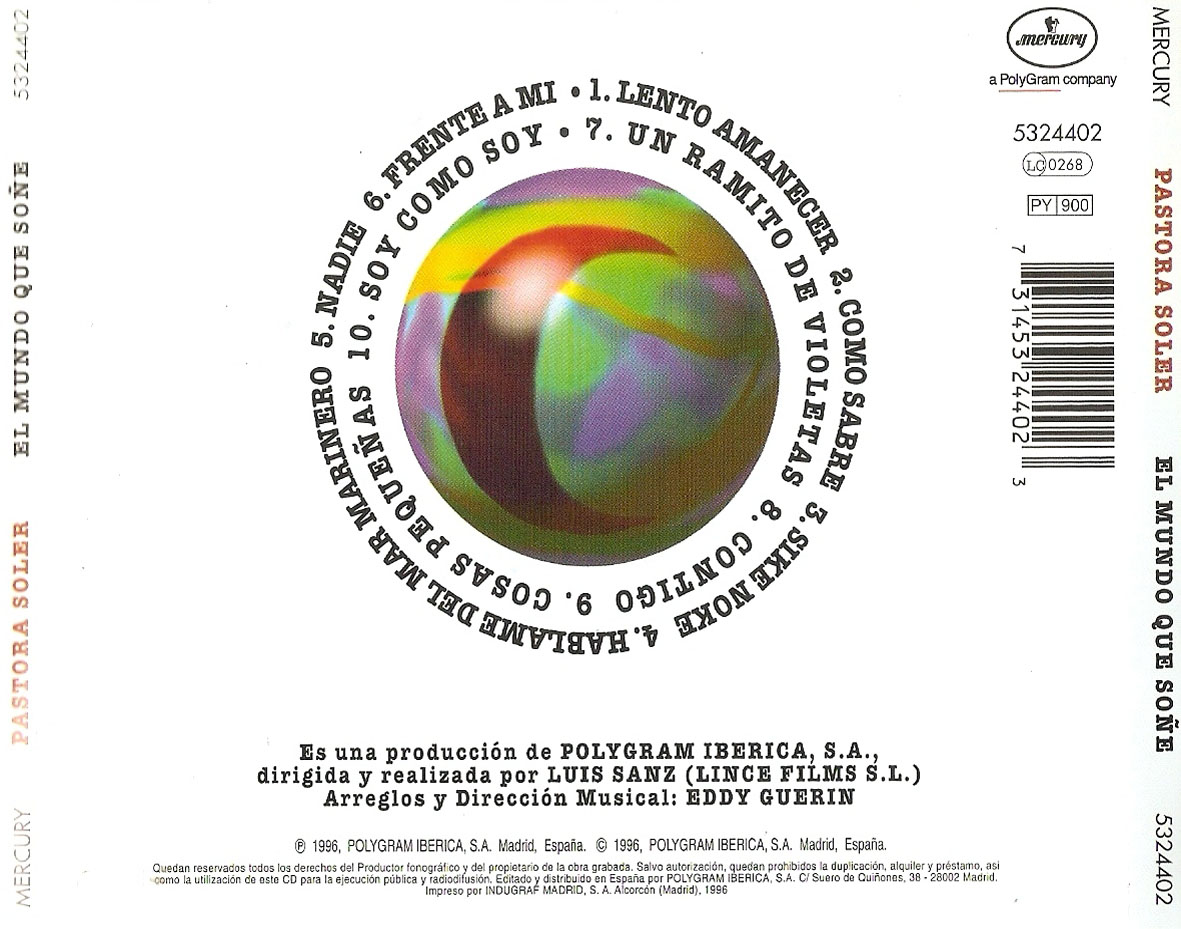 5324402
EL MUNDO QUE SOÑE
PASTORA SOLER
MERCURY
1. LENTO AMANECER 2. COMO SABRE 3. SIKE NOKE 4. HABLAME DEL MAR MARINERO 5. NADIE 6. FRENTE A MI •
7. UN RAMITO DE VIOLETAS 8. CONTIGO 9. COSAS PEQUEÑAS 10. SOY COMO SOY •
mercury
a PolyGram company
5324402
LC 0268
PY 900
7 31453 24402 3
MERCURY
PASTORA SOLER
EL MUNDO QUE SOÑE
5324402
Es una producción de POLYGRAM IBERICA, S.A.,
dirigida y realizada por LUIS SANZ (LINCE FILMS S.L.)
Arreglos y Dirección Musical: EDDY GUERIN
℗ 1996, POLYGRAM IBERICA, S.A. Madrid, España. © 1996, POLYGRAM IBERICA, S.A. Madrid, España.
Quedan reservados todos los derechos del Productor fonográfico y del propietario de la obra grabada. Salvo autorización, quedan prohibidos la duplicación, alquiler y préstamo, asi
como la utilización de este CD para la ejecución pública y radiodifusión. Editado y distribuido en España por POLYGRAM IBERICA, S.A. C/ Suero de Quiñones, 38 - 28002 Madrid.
Impreso por INDUGRAF MADRID, S. A. Alcorcón (Madrid), 1996